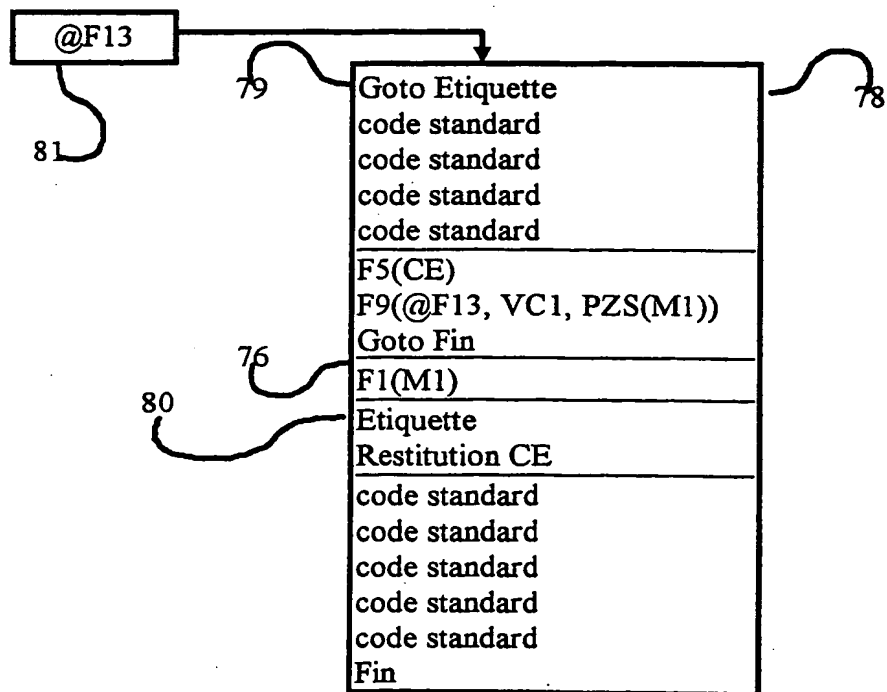 @F13
79
78
81
Goto Etiquette
code standard
code standard
code standard
code standard
F5(CE)
F9(@F13, VC1, PZS(M1))
Goto Fin
76
F1(M1)
80
Etiquette
Restitution CE
code standard
code standard
code standard
code standard
code standard
Fin